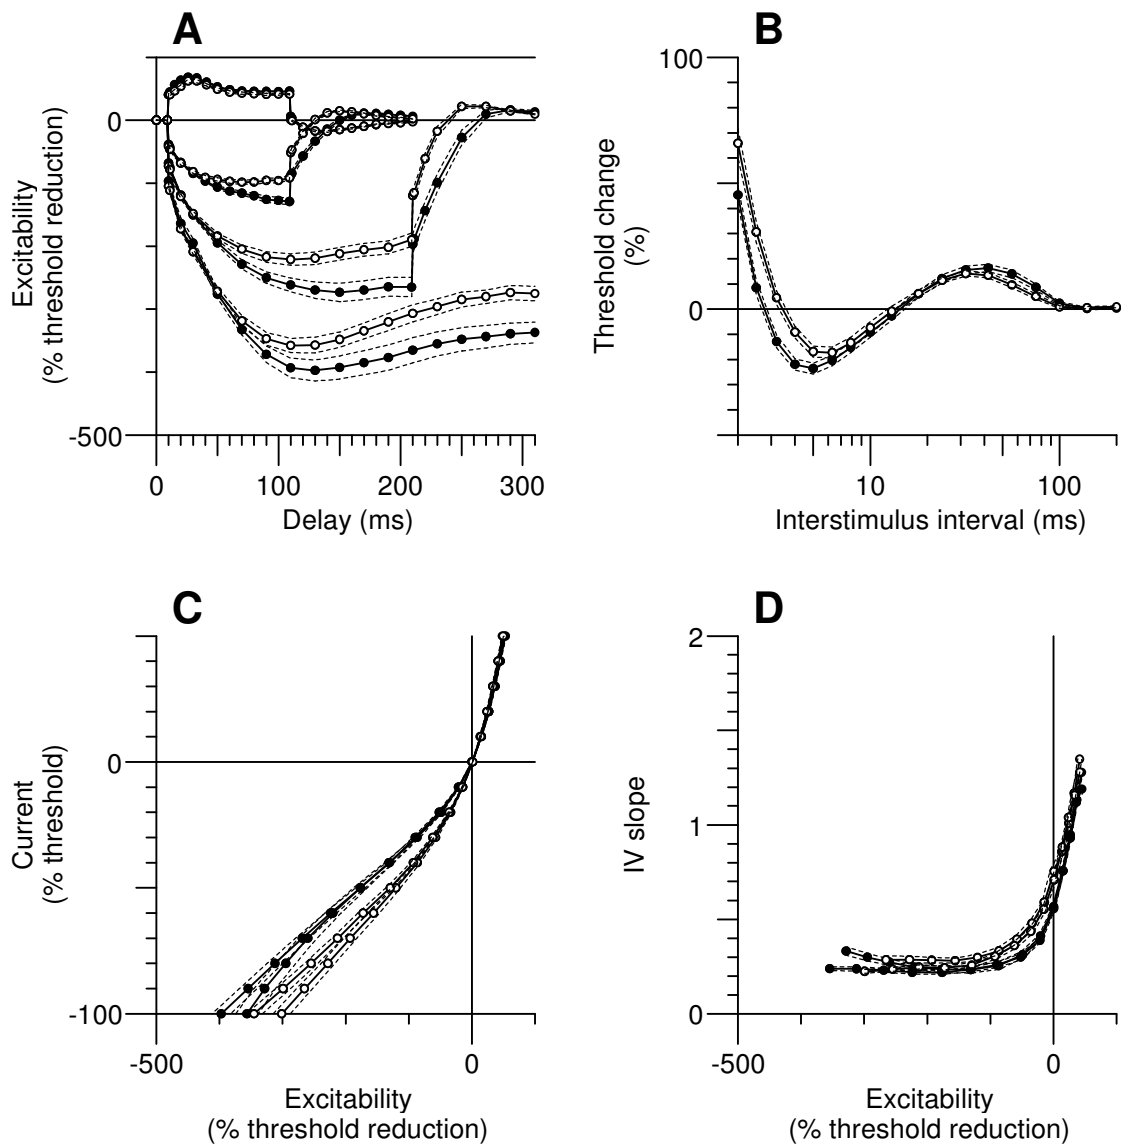 A
B
Excitability
(% threshold reduction)
0
-500
0
100
200
300
Delay (ms)
Threshold change
(%)
100
0
10
100
Interstimulus interval (ms)
C
D
Current
(% threshold)
0
-100
-500
0
Excitability
(% threshold reduction)
IV slope
2
1
0
-500
0
Excitability
(% threshold reduction)